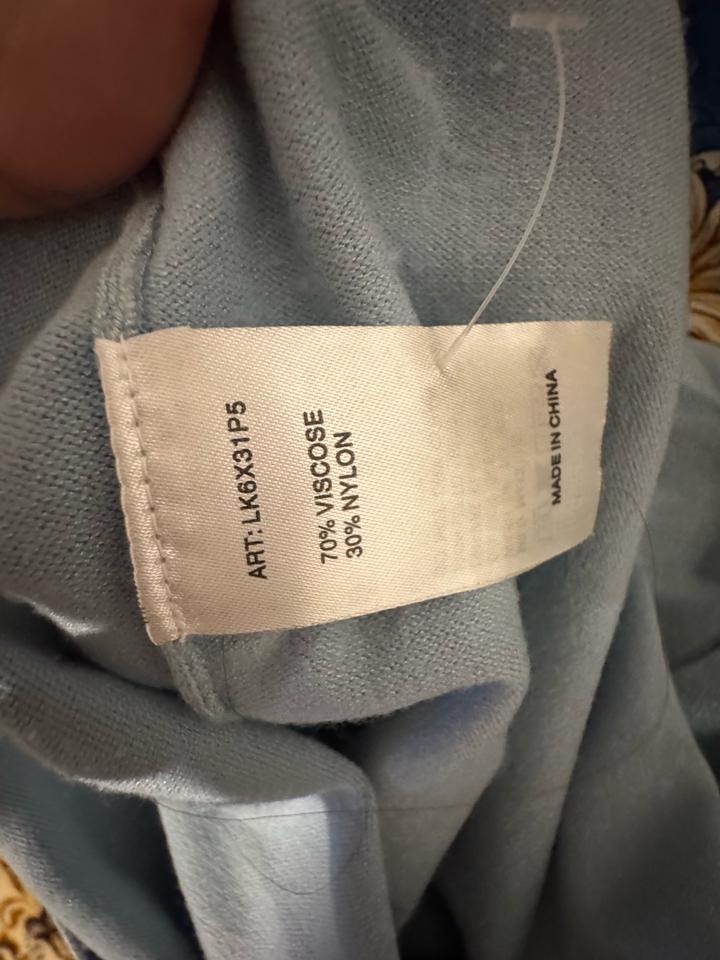 ART: LK6X31P5
70% VISCOSE
30% NYLON
MADE IN CHINA